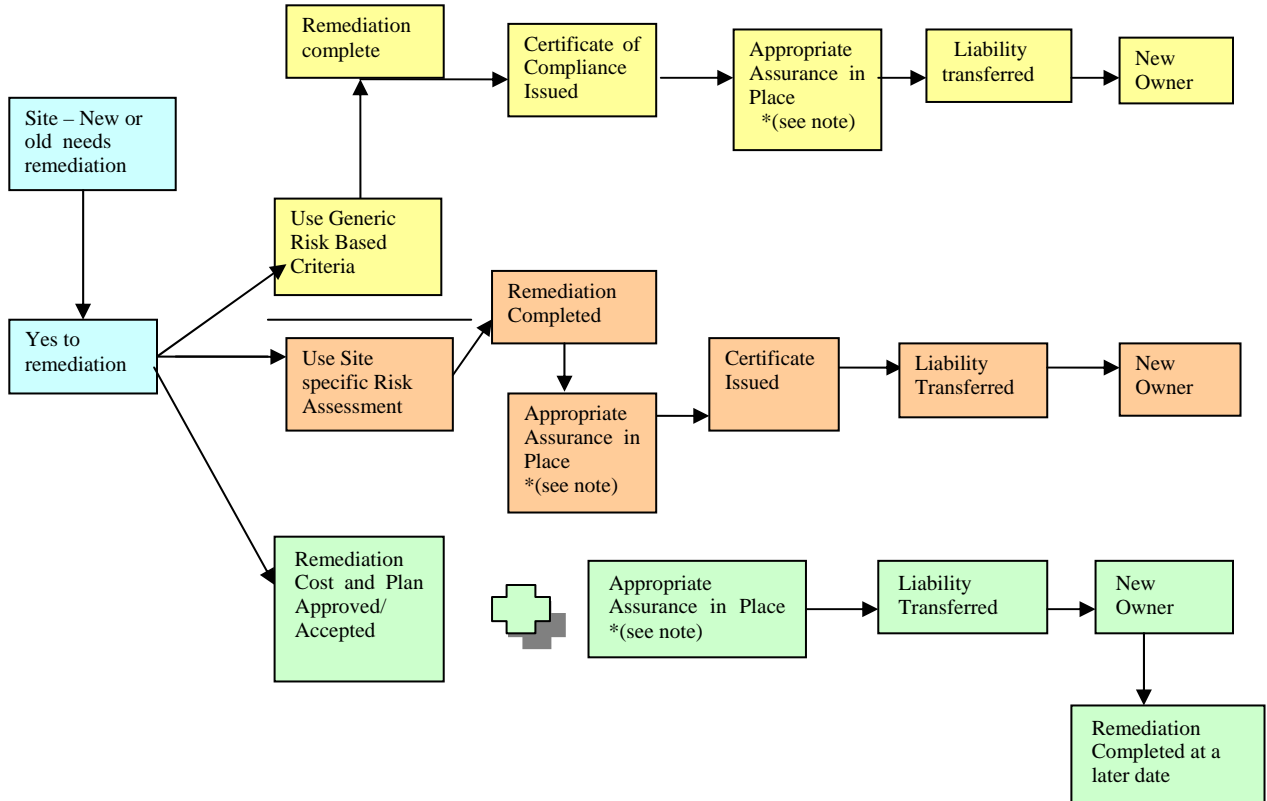 Remediation
complete
Certificate of
Compliance
Issued
Appropriate
Assurance in
Place
*(see note)
Liability
transferred
New
Owner
Site – New or
old needs
remediation
Use Generic
Risk Based
Criteria
Yes to
remediation
Use Site
specific Risk
Assessment
Remediation
Completed
Appropriate
Assurance in
Place
*(see note)
Certificate
Issued
Liability
Transferred
New
Owner
Remediation
Cost and Plan
Approved/
Accepted
Appropriate
Assurance in Place
*(see note)
Liability
Transferred
New
Owner
Remediation
Completed at a
later date